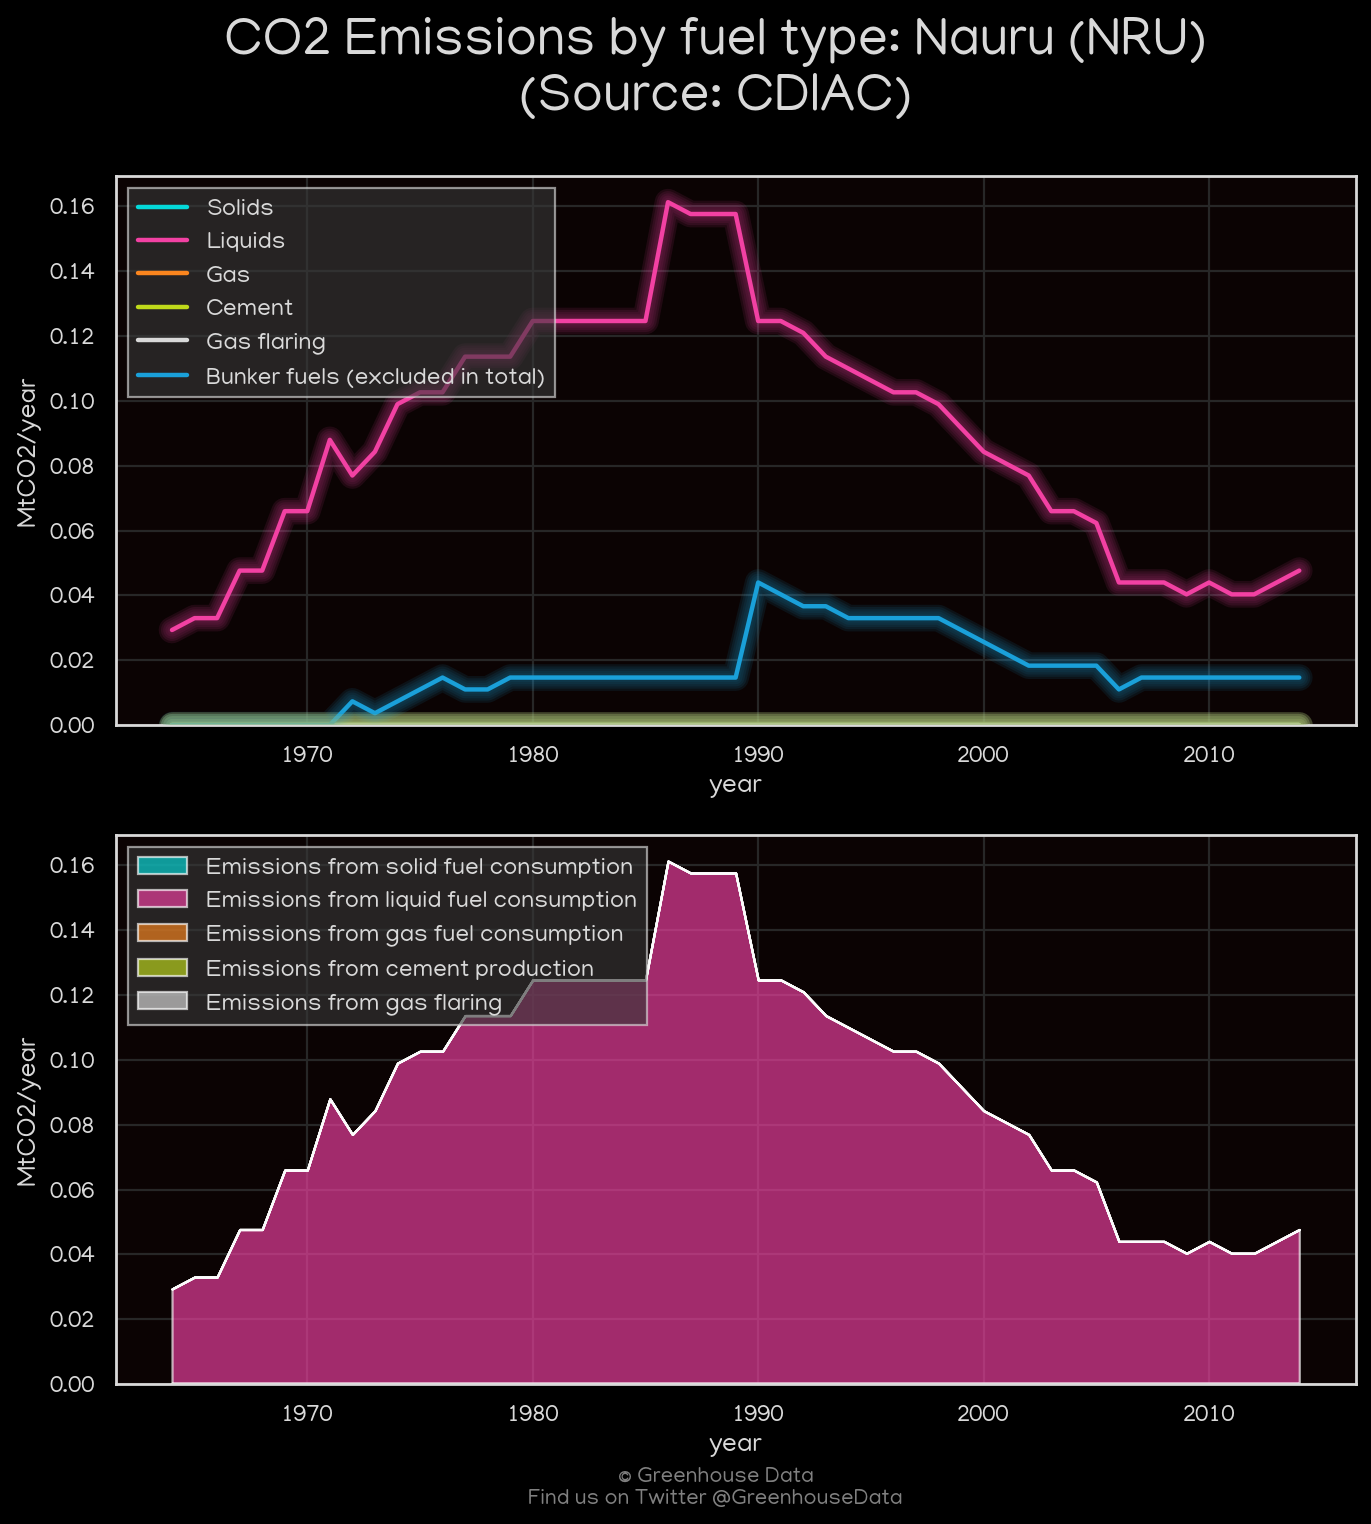 CO2 Emissions by fuel type: Nauru (NRU)
(Source: CDIAC)
MtCO2/year
0.16
0.14
0.12
0.10
0.08
0.06
0.04
0.02
0.00
Solids
Liquids
Gas
Cement
Gas flaring
Bunker fuels (excluded in total)
1970
1980
1990
2000
2010
year
MtCO2/year
0.16
0.14
0.12
0.10
0.08
0.06
0.04
0.02
0.00
Emissions from solid fuel consumption
Emissions from liquid fuel consumption
Emissions from gas fuel consumption
Emissions from cement production
Emissions from gas flaring
1970
1980
1990
2000
2010
year
© Greenhouse Data
Find us on Twitter @GreenhouseData